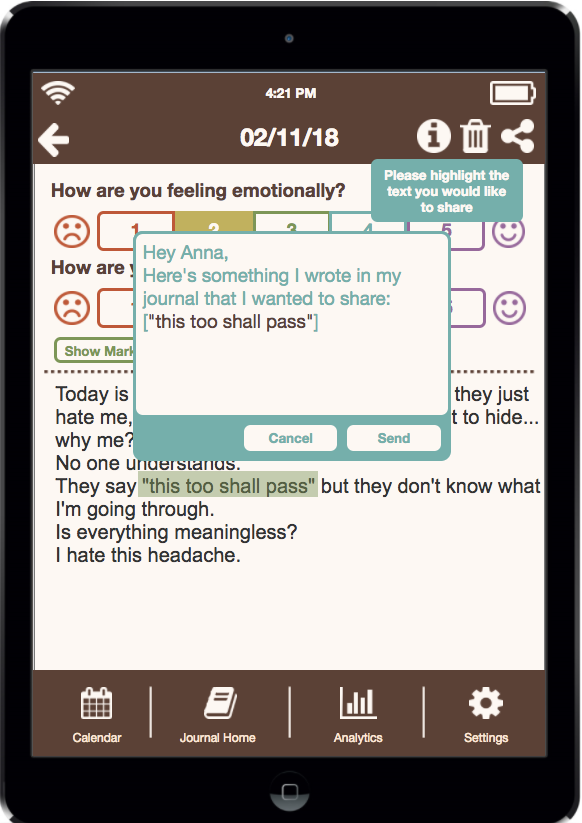 4:21 PM
02/11/18
Please highlight the
text you would like
to share
How are you feeling emotionally?
2 3 4 5
How are
Hey Anna,
Here's something I wrote in my
journal that I wanted to share:
["this too shall pass"]
Show Mark
Cancel Send
Today is they just
hate me, to hide...
why me?
No one understands.
They say "this too shall pass" but they don't know what
I'm going through.
Is everything meaningless?
I hate this headache.
Calendar Journal Home Analytics Settings